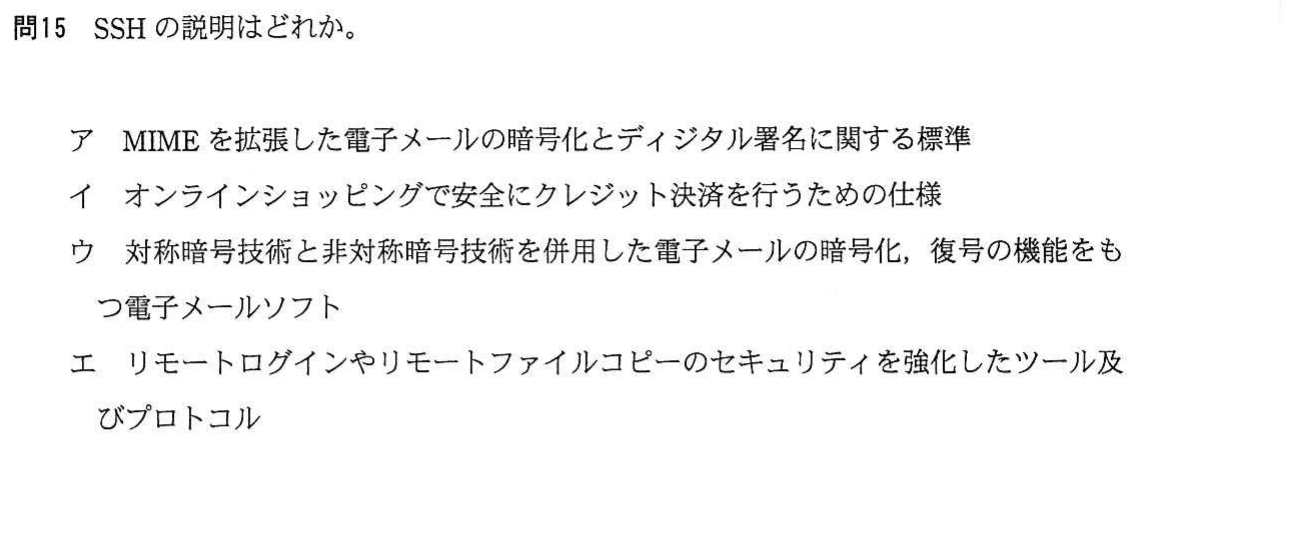 問15 SSH の説明はどれか。
ア MIME を拡張した電子メールの暗号化とディジタル署名に関する標準
イ オンラインショッピングで安全にクレジット決済を行うための仕様
ウ 対称暗号技術と非対称暗号技術を併用した電子メールの暗号化，復号の機能をも
つ電子メールソフト
エ リモートログインやリモートファイルコピーのセキュリティを強化したツール及
びプロトコル